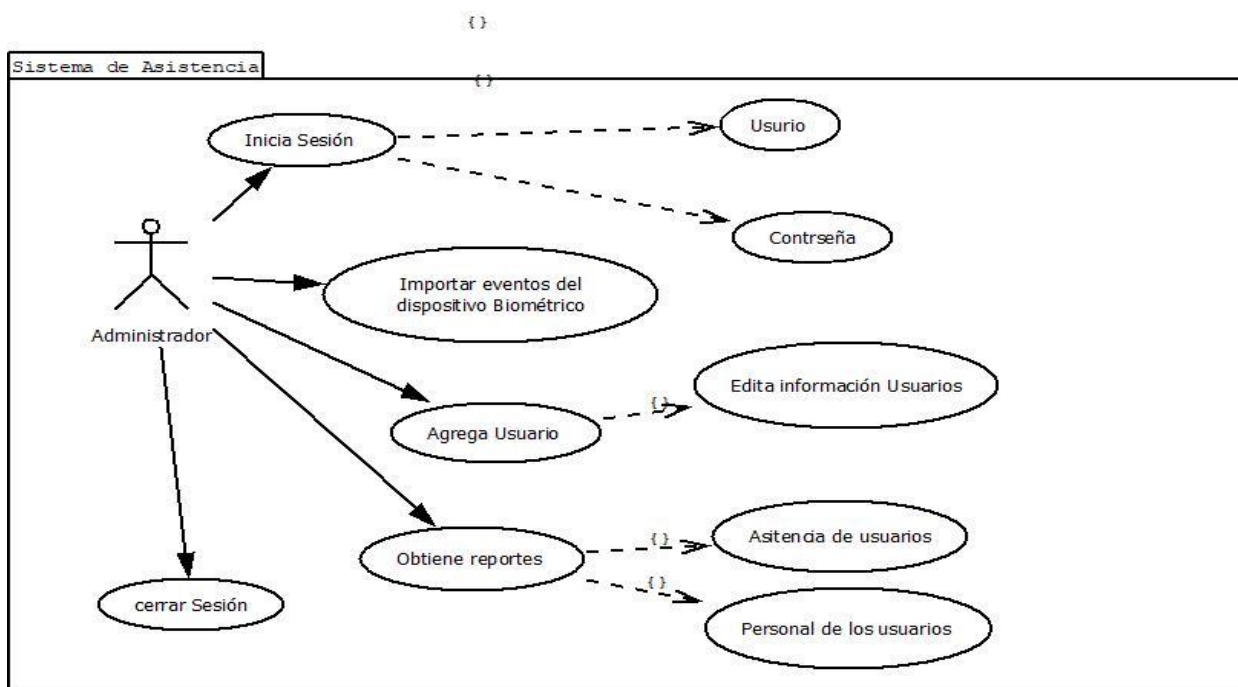 { }
Sistema de Asistencia
{ }
Inicia Sesión
Usurio
Contrseña
Importar eventos del
dispositivo Biométrico
Administrador
Edita información Usuarios
{ }
Agrega Usuario
Obtiene reportes
{ }
Asitencia de usuarios
{ }
cerrar Sesión
Personal de los usuarios